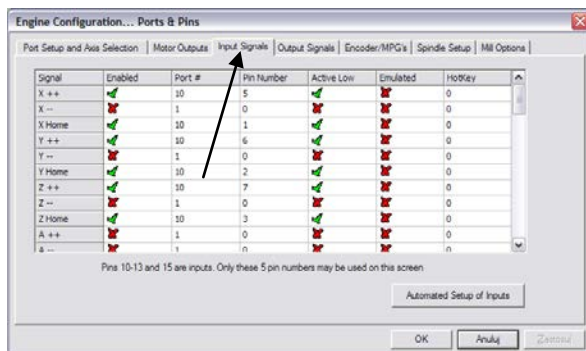 Engine Configuration... Ports & Pins
Port Setup and Axis Selection Motor Outputs Input Signals Output Signals Encoder/MPG's Spindle Setup Mill Options
Signal Enabled Port # Pin Number Active Low Emulated HotKey
X ++ 10 5 0
X -- 1 0 0
X Home 10 1 0
Y ++ 10 6 0
Y -- 1 0 0
Y Home 10 2 0
Z ++ 10 7 0
Z -- 1 0 0
Z Home 10 3 0
A ++ 1 0 0
A -- 1 0 0
Pins 10-13 and 15 are inputs. Only these 5 pin numbers may be used on this screen
Automated Setup of Inputs
OK Anuluj Zastosuj